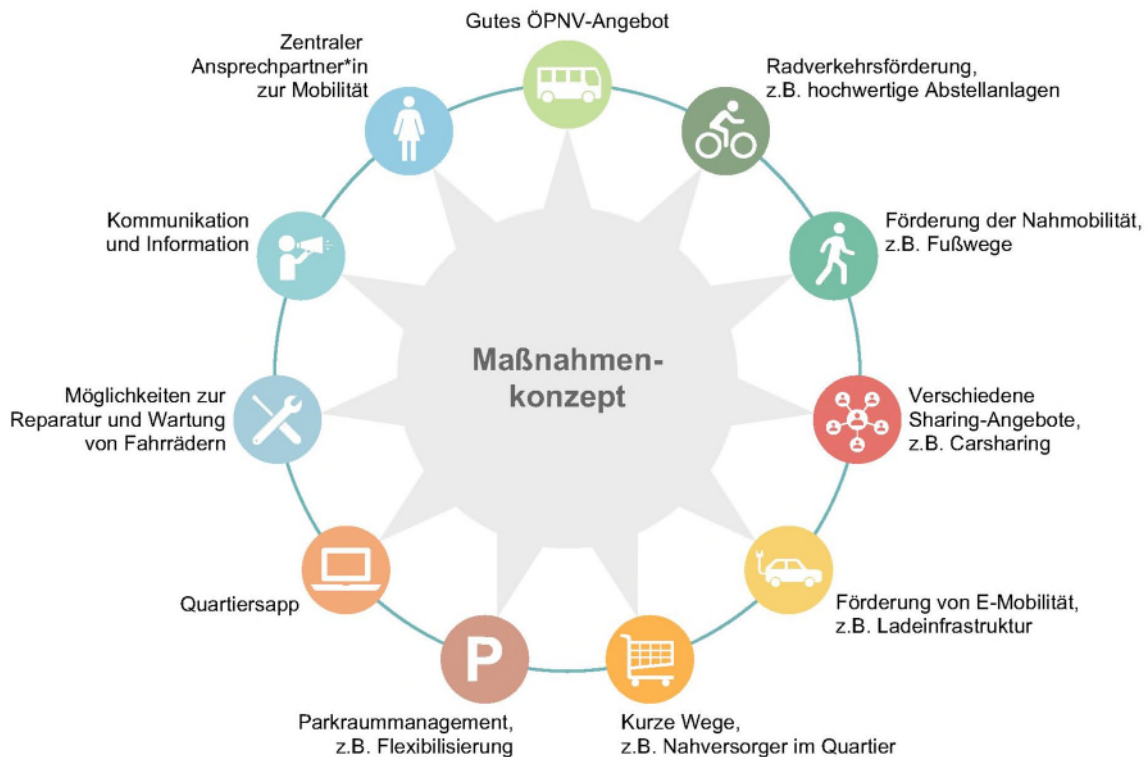 Gutes ÖPNV-Angebot
Radverkehrsförderung,
z.B. hochwertige Abstellanlagen
Förderung der Nahmobilität,
z.B. Fußwege
Verschiedene
Sharing-Angebote,
z.B. Carsharing
Förderung von E-Mobilität,
z.B. Ladeinfrastruktur
Kurze Wege,
z.B. Nahversorger im Quartier
P
Parkraummanagement,
z.B. Flexibilisierung
Quartiersapp
Möglichkeiten zur
Reparatur und Wartung
von Fahrrädern
Kommunikation
und Information
Zentraler
Ansprechpartner*in
zur Mobilität
Maßnahmen-
konzept